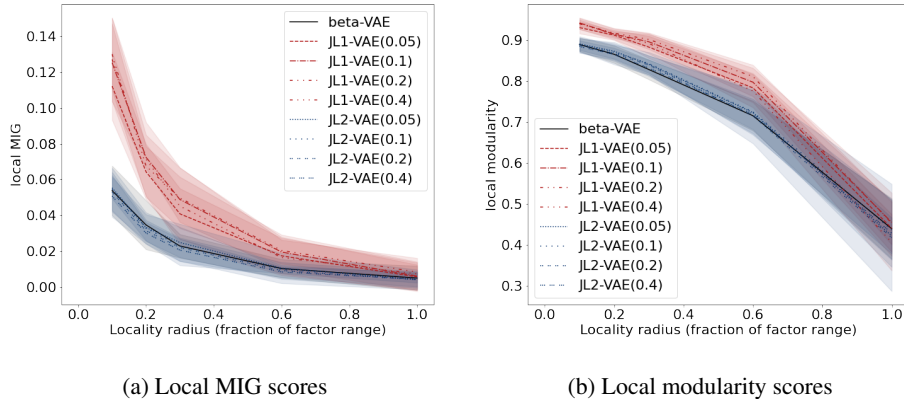 0.14
0.12
0.10
0.08
0.06
0.04
0.02
0.00
local MIG
0.0 0.2 0.4 0.6 0.8 1.0
Locality radius (fraction of factor range)
beta-VAE
JL1-VAE(0.05)
JL1-VAE(0.1)
JL1-VAE(0.2)
JL1-VAE(0.4)
JL2-VAE(0.05)
JL2-VAE(0.1)
JL2-VAE(0.2)
JL2-VAE(0.4)
(a) Local MIG scores
0.9
0.8
0.7
0.6
0.5
0.4
0.3
local modularity
0.0 0.2 0.4 0.6 0.8 1.0
Locality radius (fraction of factor range)
beta-VAE
JL1-VAE(0.05)
JL1-VAE(0.1)
JL1-VAE(0.2)
JL1-VAE(0.4)
JL2-VAE(0.05)
JL2-VAE(0.1)
JL2-VAE(0.2)
JL2-VAE(0.4)
(b) Local modularity scores